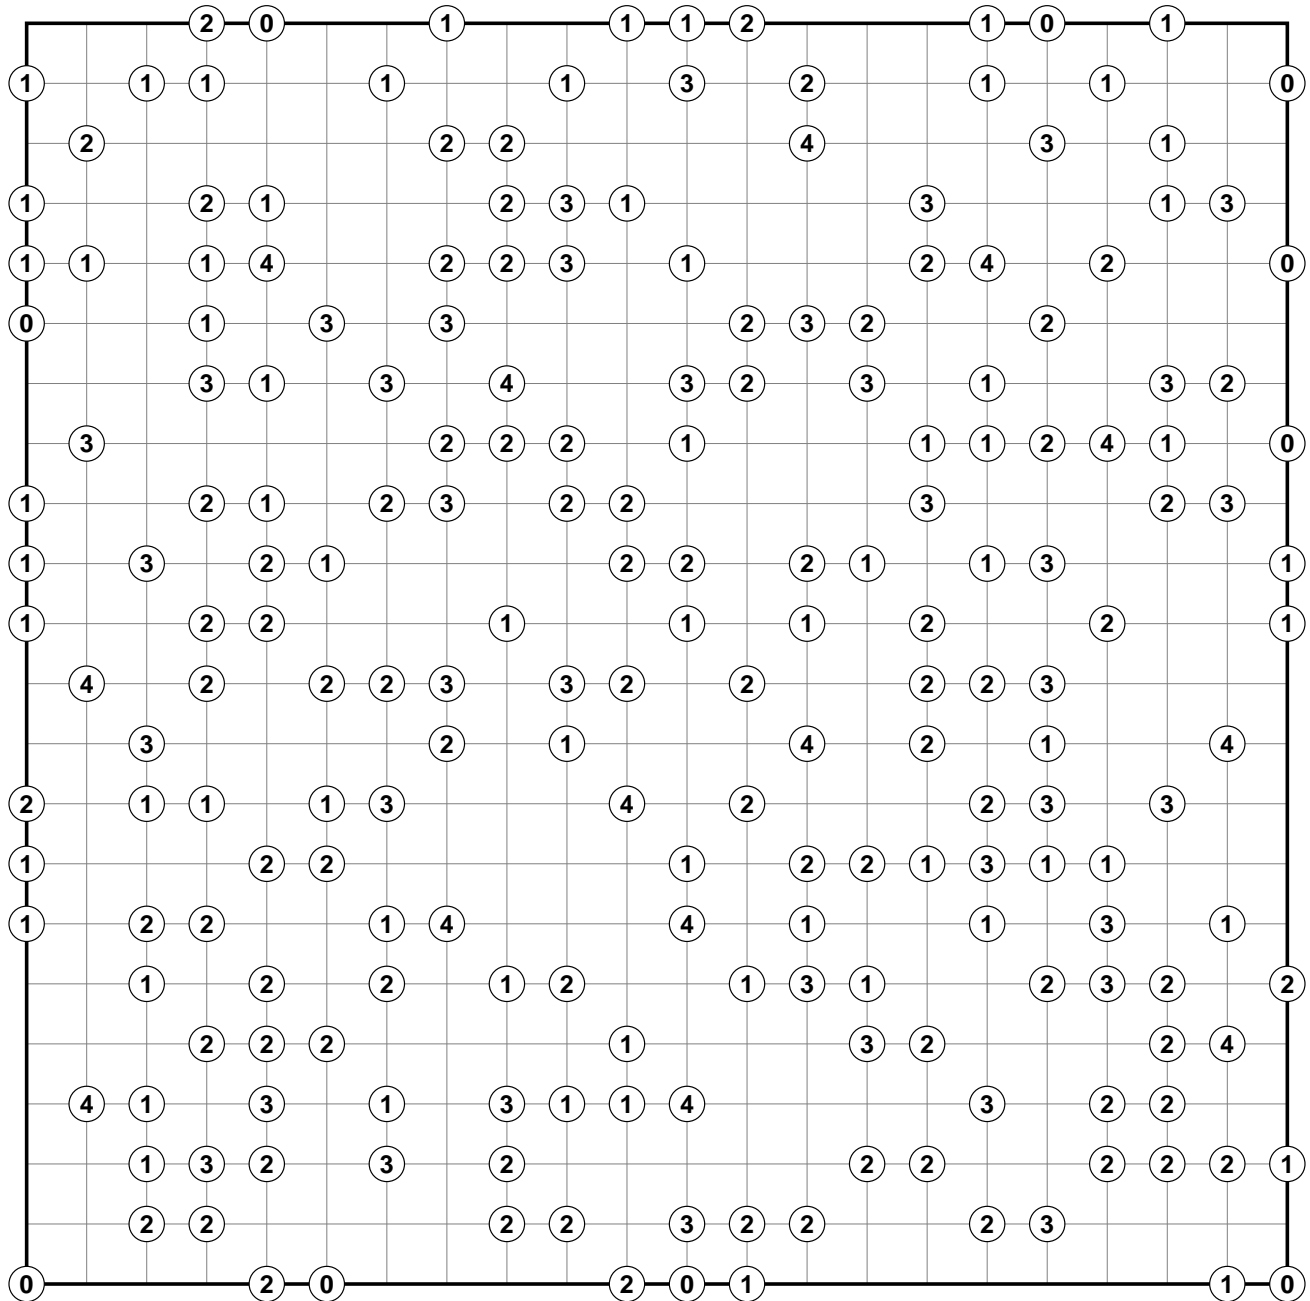 2 0 1 1 1 2 1 0 1
1 1 1 1 1 3 2 1 1 0
2 2 2 4 3 1
1 2 1 2 3 1 3 1 3
1 1 1 4 2 2 3 1 2 4 2 0
0 1 3 3 2 3 2 2
3 1 3 4 3 2 3 1 3 2
3 2 2 2 1 1 1 2 4 1 0
1 2 1 2 3 2 2 3 2 3
1 3 2 1 2 2 2 1 1 3 1
1 2 2 1 1 1 2 2 1
4 2 2 2 3 3 2 2 2 2 3
3 2 1 4 2 1 4
2 1 1 1 3 4 2 2 3 3
1 2 2 1 2 2 1 3 1 1
1 2 2 1 4 4 1 1 3 1
1 2 2 1 2 1 3 1 2 3 2 2
2 2 2 1 3 2 2 4
4 1 3 1 3 1 1 4 3 2 2
1 3 2 3 2 2 2 2 2 2 1
2 2 2 2 3 2 2 2 3
0 2 0 2 0 1 1 0